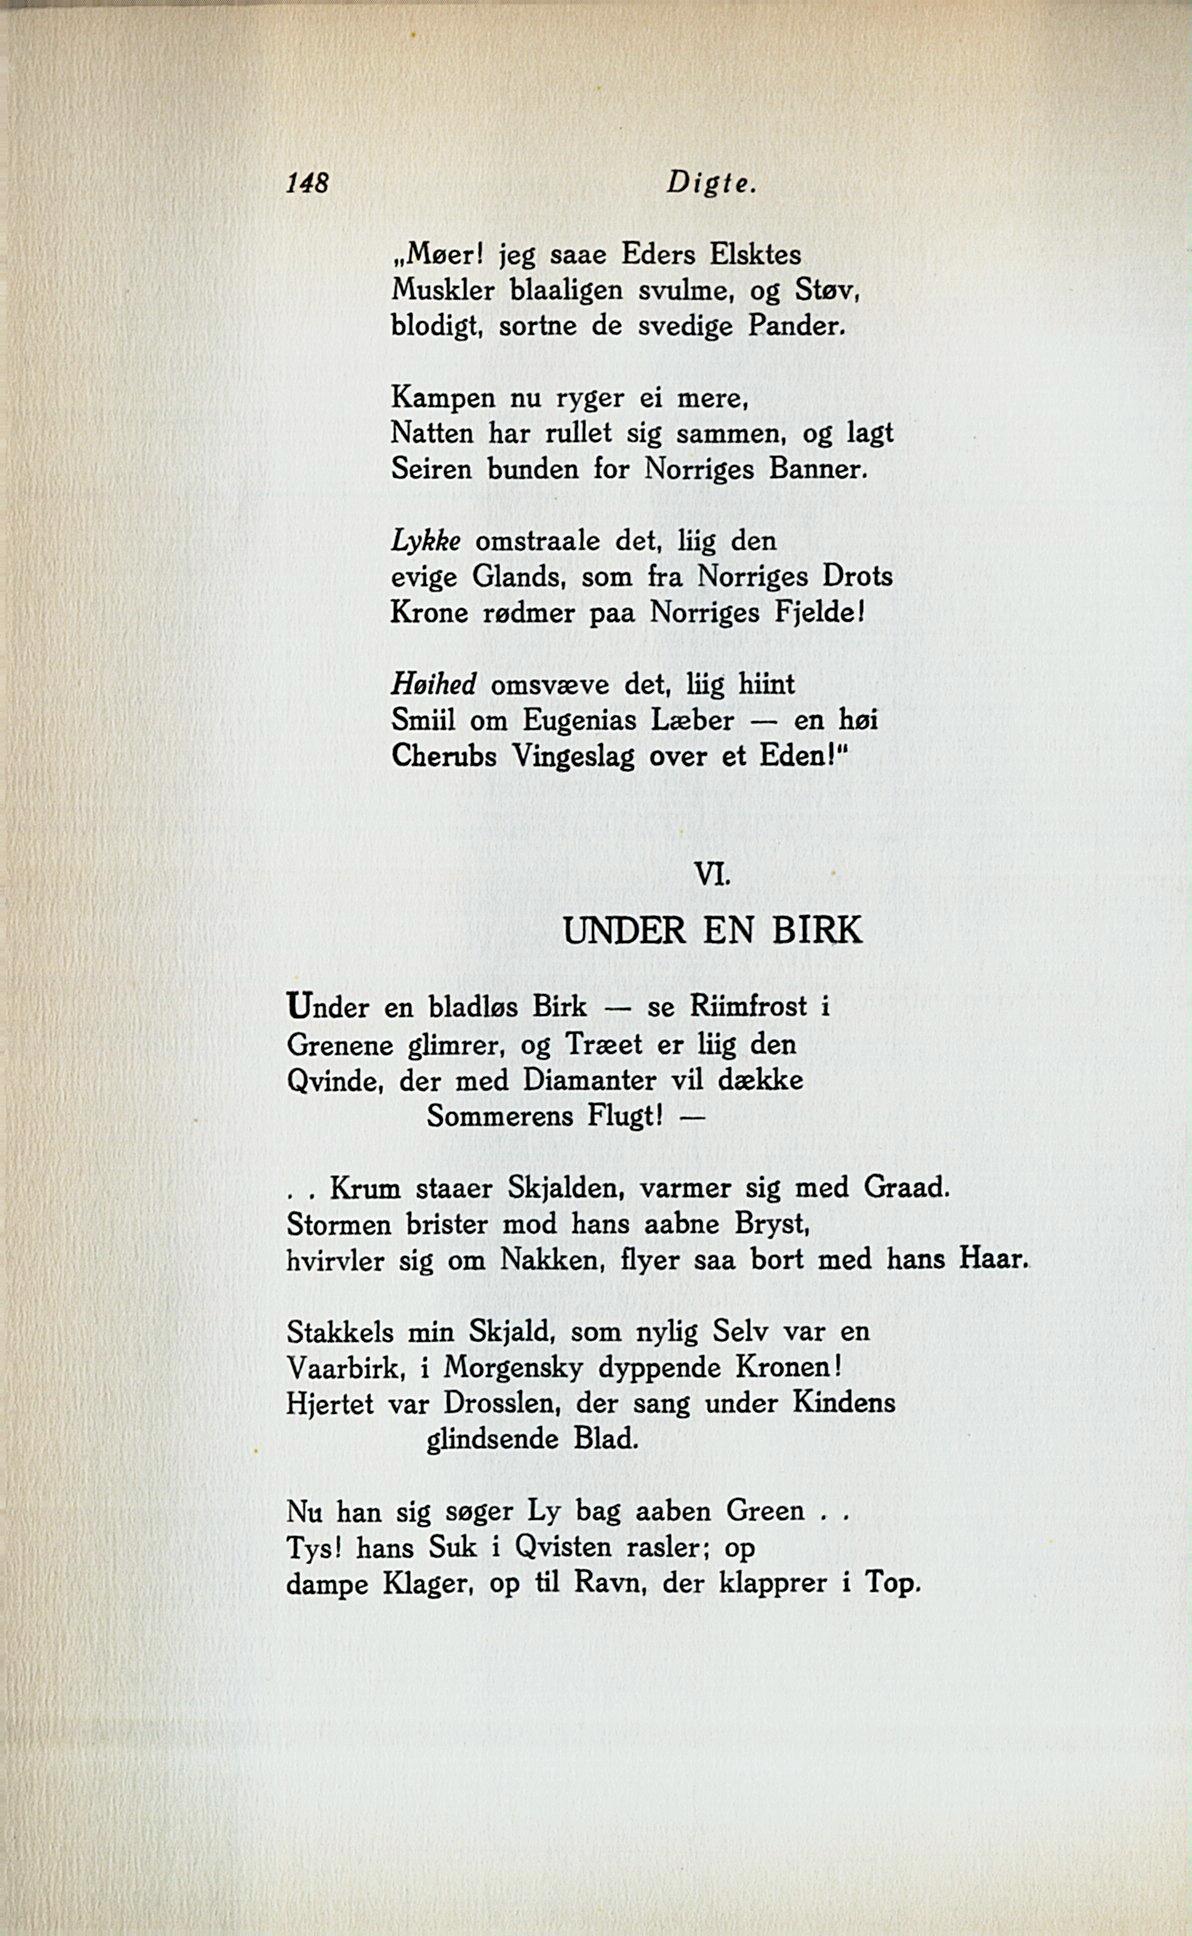 148 Digte.
„Møer! jeg saae Eders Elsktes
Muskler blaaligen svulme, og Støv,
blodigt, sortne de svedige Pander.
Kampen nu ryger ei mere,
Natten har rullet sig sammen, og lagt
Seiren bunden for Norriges Banner.
Lykke omstraale det, liig den
evige Glands, som fra Norriges Drots
Krone rødmer paa Norriges Fjelde!
Høihed omsvæve det, liig hiint
Smiil om Eugenias Læber — en høi
Cherubs Vingeslag over et Eden!“
VI.
UNDER EN BIRK
Under en bladløs Birk — se Riimfrost i
Grenene glimrer, og Træet er liig den
Qvinde, der med Diamanter vil dække
Sommerens Flugt! —
. . Krum staaer Skjalden, varmer sig med Graad.
Stormen brister mod hans aabne Bryst,
hvirvler sig om Nakken, flyer saa bort med hans Haar.
Stakkels min Skjald, som nylig Selv var en
Vaarbirk, i Morgensky dyppende Kronen!
Hjertet var Drosslen, der sang under Kindens
glindsende Blad.
Nu han sig søger Ly bag aaben Green . .
Tys! hans Suk i Qvisten rasler; op
dampe Klager, op til Ravn, der klapprer i Top.